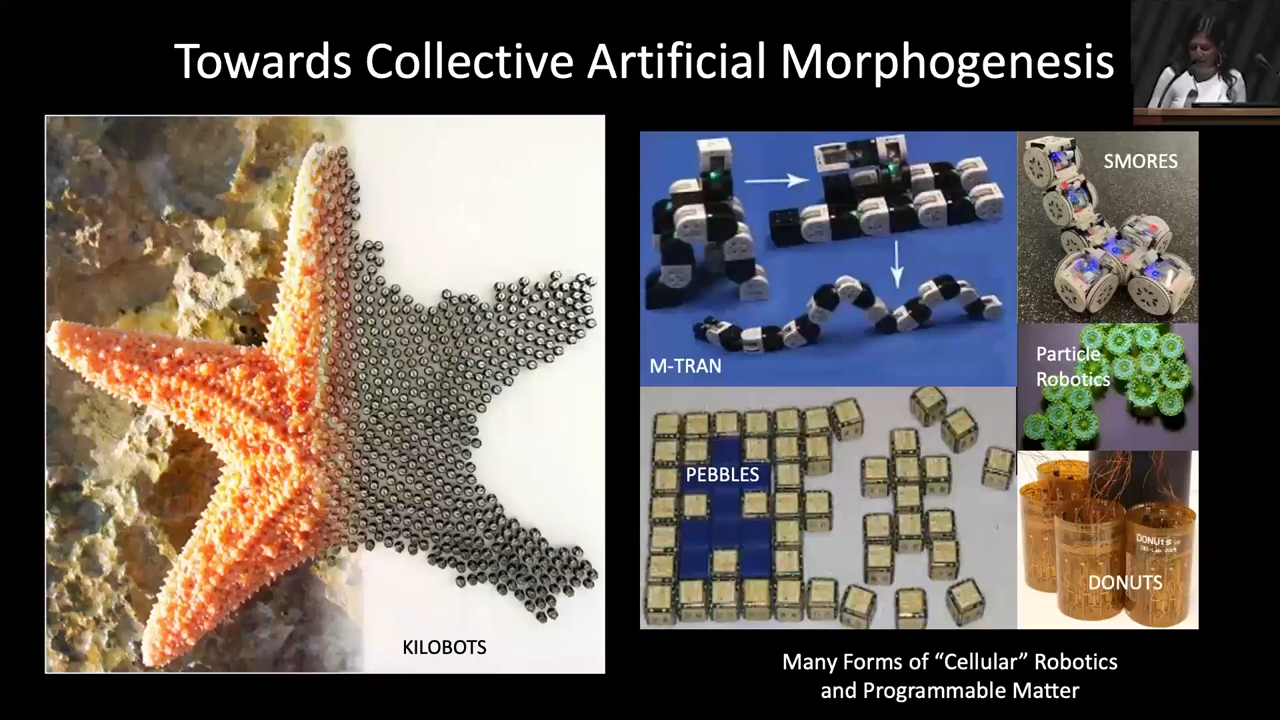 Towards Collective Artificial Morphogenesis
KILOBOTS
M-TRAN
SMORES
Particle
Robotics
PEBBLES
DONUts
DONUTS
Many Forms of “Cellular” Robotics
and Programmable Matter